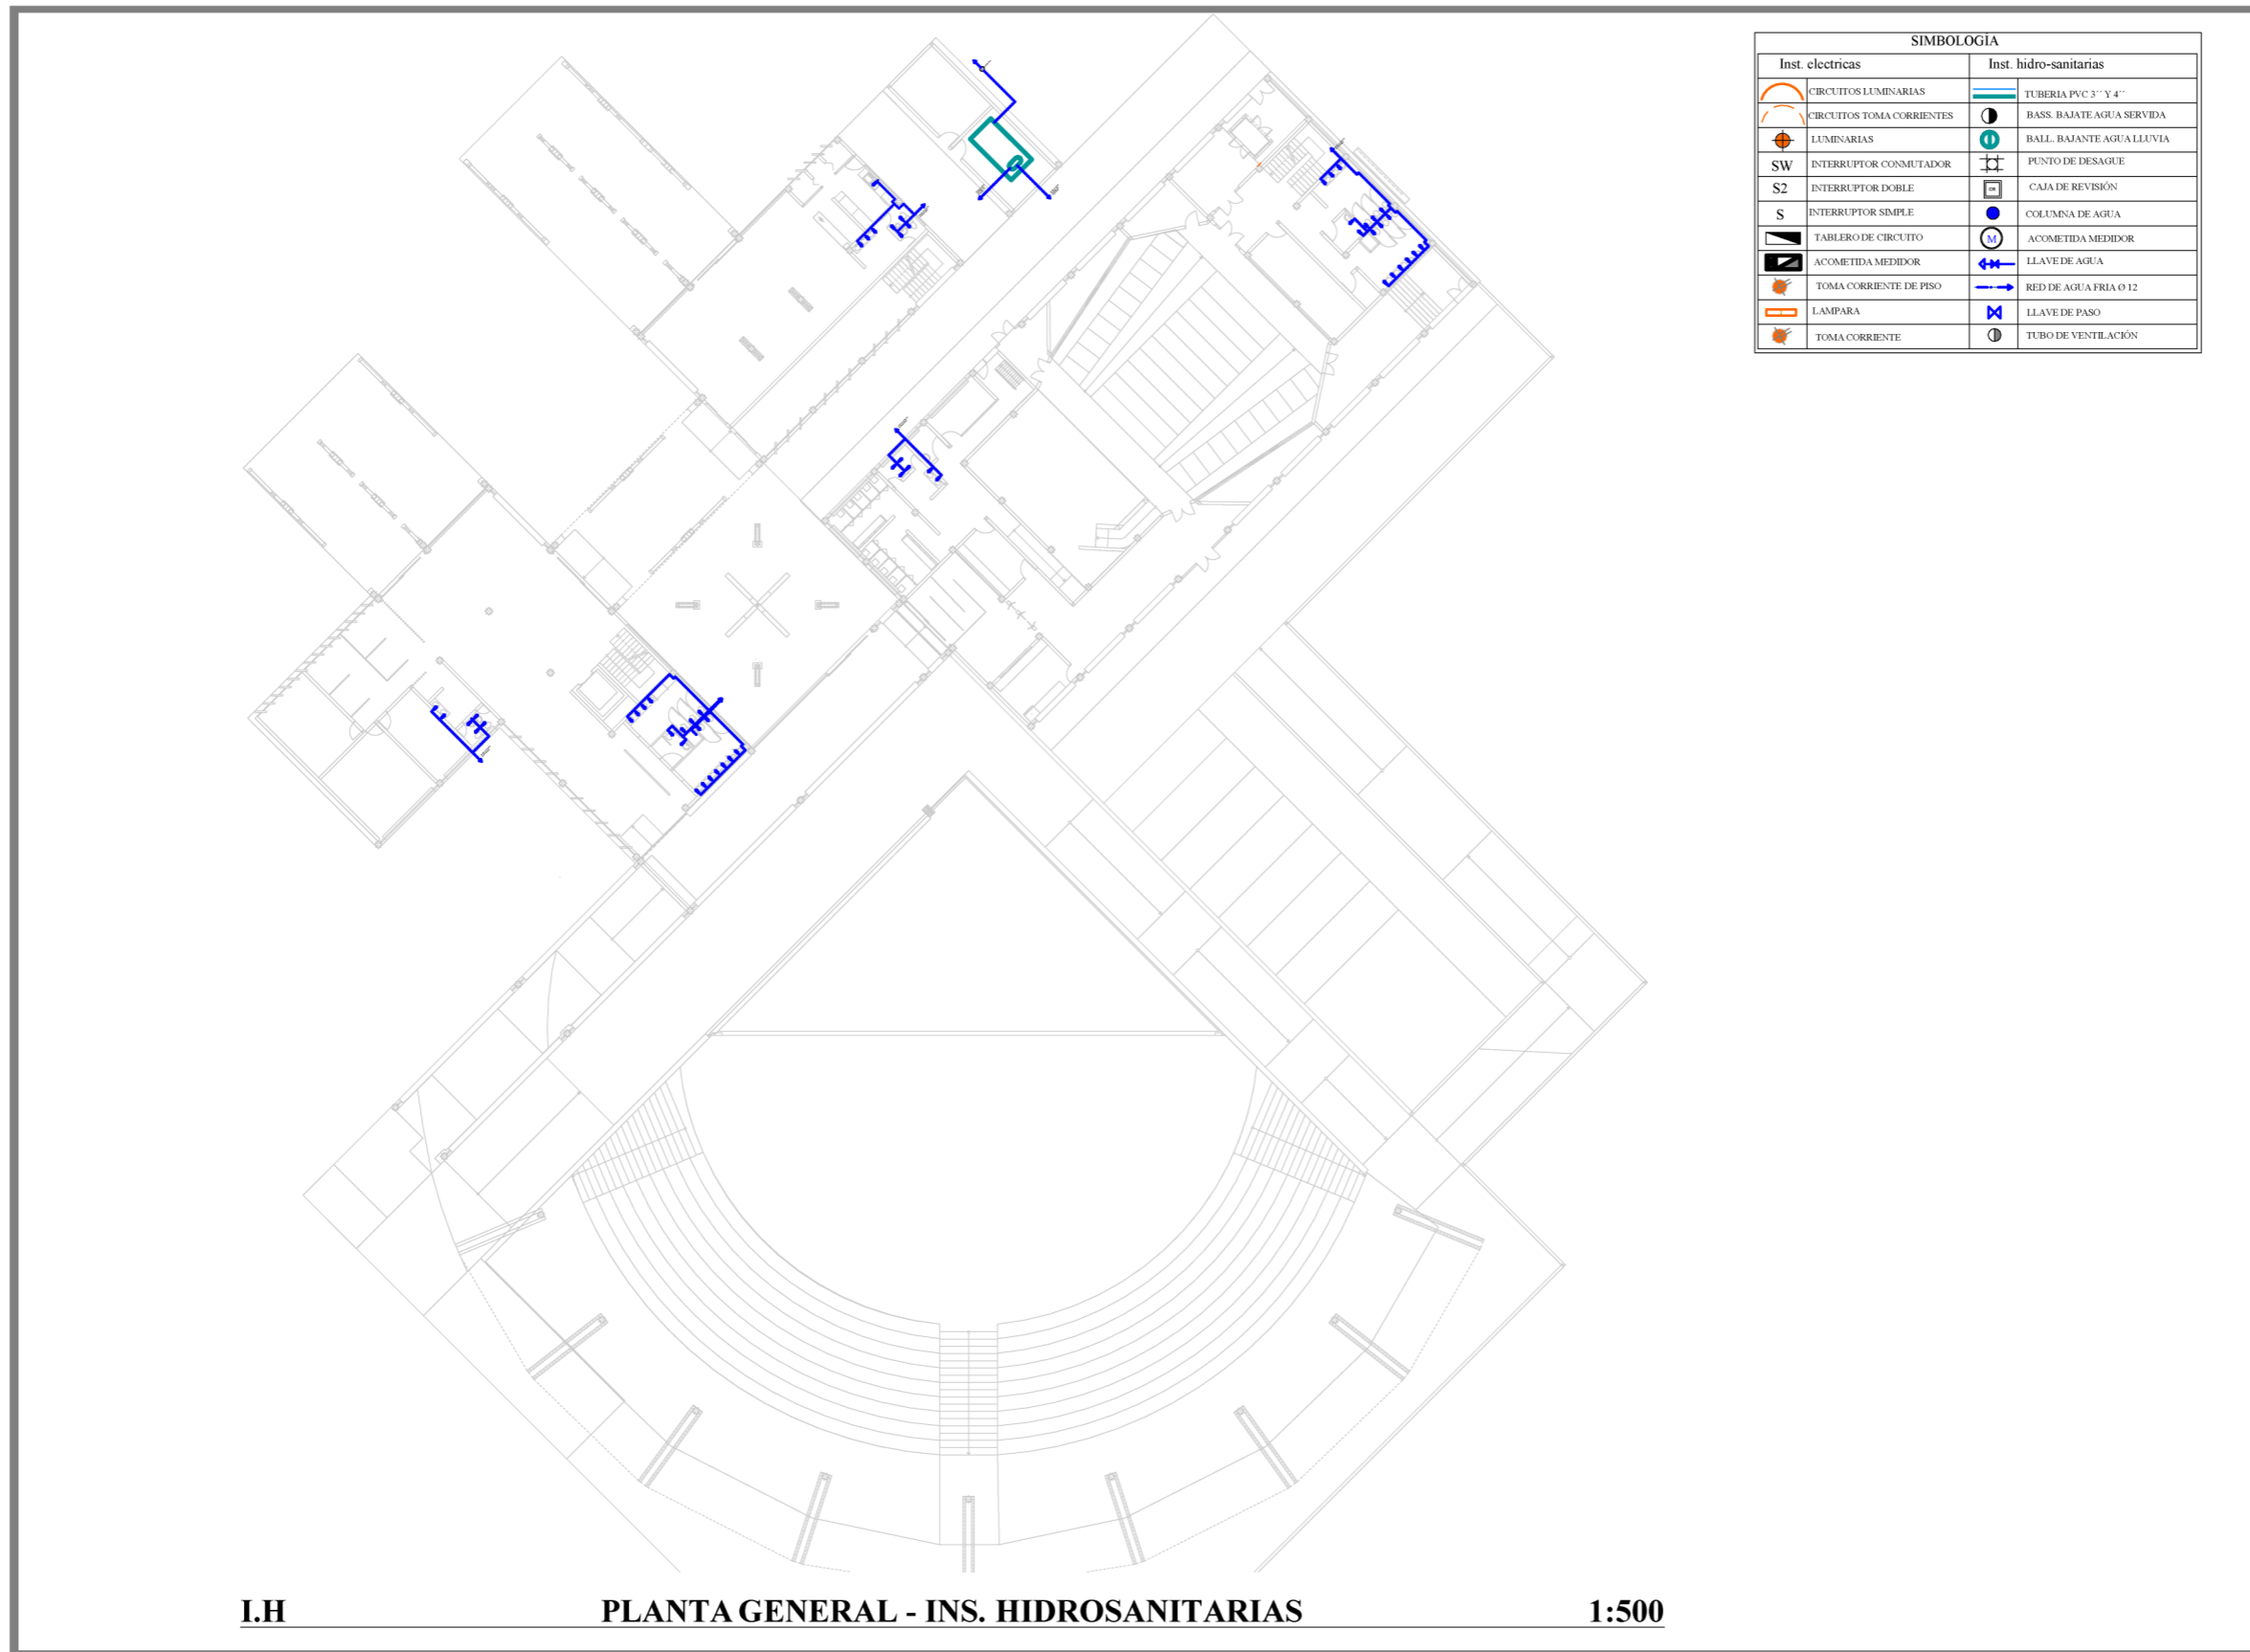 SIMBOLOGÍA
Inst. electricas Inst. hidro-sanitarias
CIRCUITOS LUMINARIAS TUBERIA PVC 3´´ Y 4´´
CIRCUITOS TOMA CORRIENTES BASS. BAJATE AGUA SERVIDA
LUMINARIAS BALL. BAJANTE AGUA LLUVIA
SW INTERRUPTOR CONMUTADOR PUNTO DE DESAGUE
S2 INTERRUPTOR DOBLE CR CAJA DE REVISIÓN
S INTERRUPTOR SIMPLE COLUMNA DE AGUA
TABLERO DE CIRCUITO M ACOMETIDA MEDIDOR
ACOMETIDA MEDIDOR LLAVE DE AGUA
TOMA CORRIENTE DE PISO RED DE AGUA FRIA Ø 12
LAMPARA LLAVE DE PASO
TOMA CORRIENTE TUBO DE VENTILACIÓN
I.H PLANTA GENERAL - INS. HIDROSANITARIAS 1:500